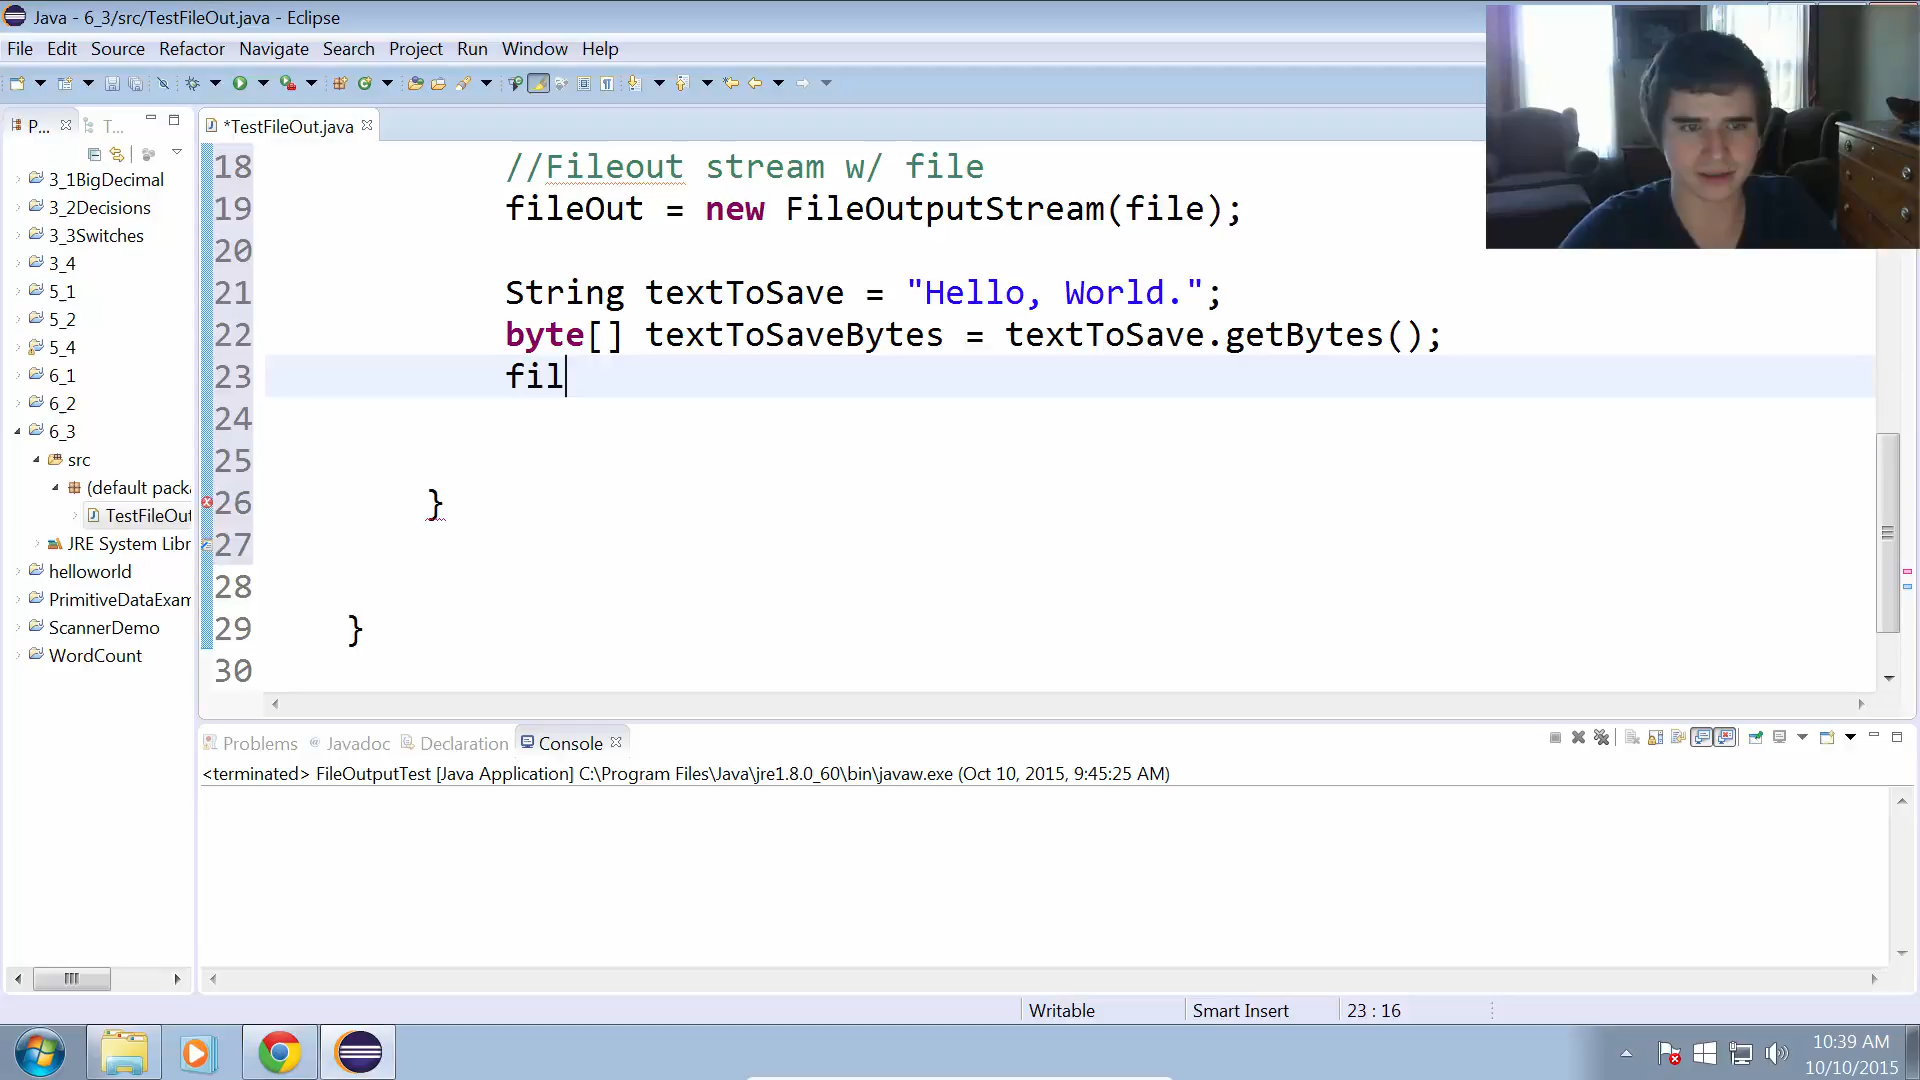 Java - 6_3/src/TestFileOut.java - Eclipse
File Edit Source Refactor Navigate Search Project Run Window Help
P... T...
*TestFileOut.java
3_1BigDecimal
3_2Decisions
3_3Switches
3_4
5_1
5_2
5_4
6_1
6_2
6_3
src
(default packa
TestFileOut
JRE System Libr
helloworld
PrimitiveDataExam
ScannerDemo
WordCount
18 //Fileout stream w/ file
19 fileOut = new FileOutputStream(file);
20
21 String textToSave = "Hello, World.";
22 byte[] textToSaveBytes = textToSave.getBytes();
23 fil
24
25
26 }
27
28
29 }
30
Problems @ Javadoc Declaration Console
<terminated> FileOutputTest [Java Application] C:\Program Files\Java\jre1.8.0_60\bin\javaw.exe (Oct 10, 2015, 9:45:25 AM)
Writable Smart Insert 23 : 16
10:39 AM
10/10/2015